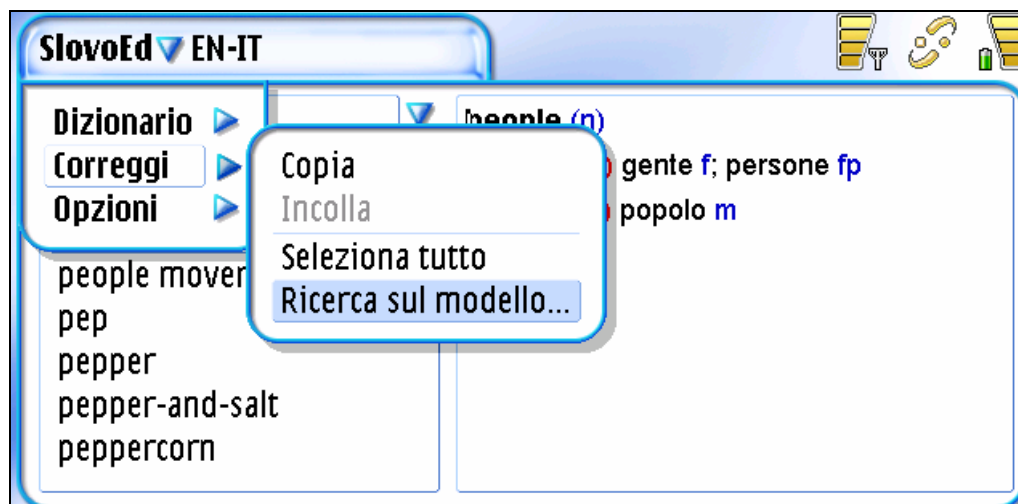 SlovoEd EN-IT
Dizionario
Correggi
Opzioni
Copia
Incolla
Seleziona tutto
Ricerca sul modello...
people mover
pep
pepper
pepper-and-salt
peppercorn
people (n)
gente f; persone fp
popolo m